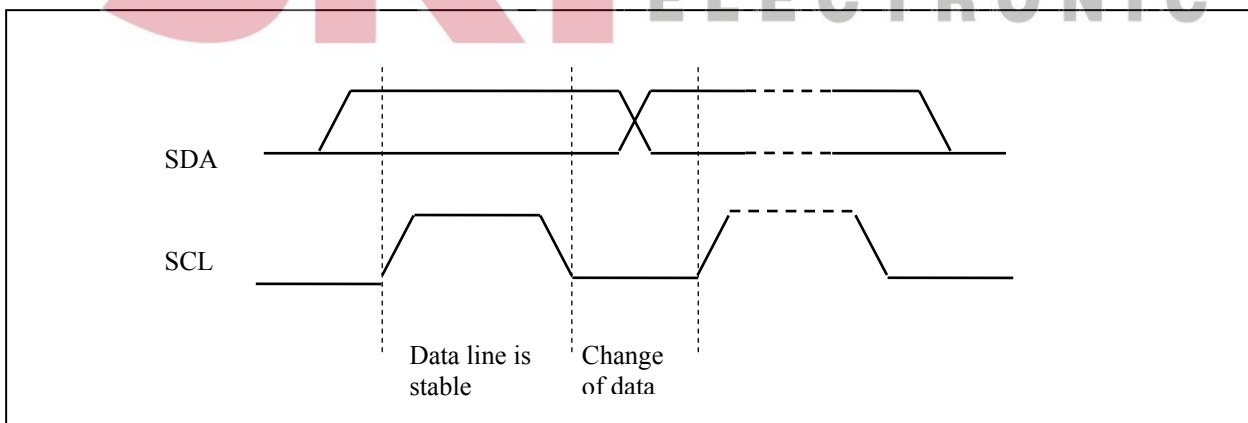 ELECTRONIC
SDA
SCL
Data line is
stable
Change
of data